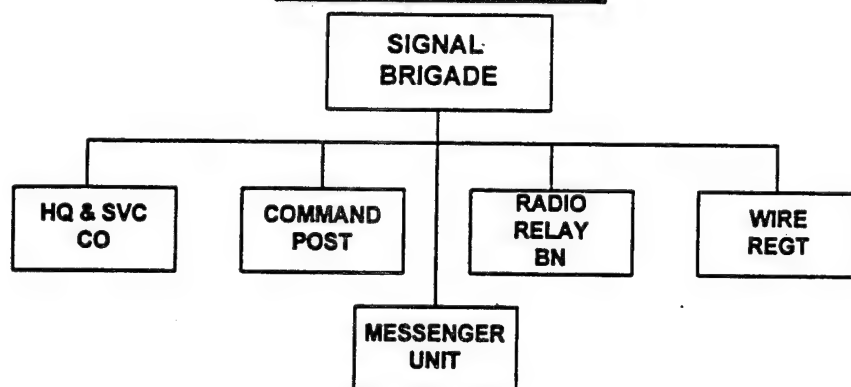 SIGNAL
BRIGADE
HQ & SVC
CO
COMMAND
POST
RADIO
RELAY
BN
WIRE
REGT
MESSENGER
UNIT